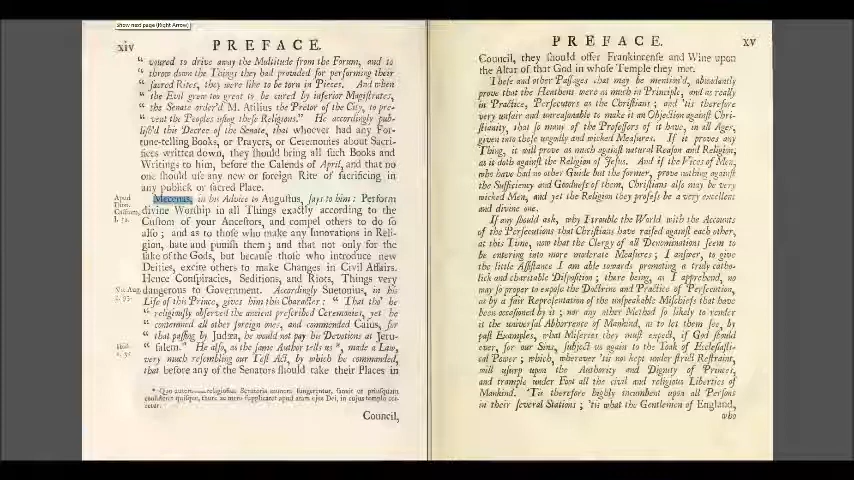 Show next page (Right Arrow)
xiv PREFACE.
“ voured to drive away the Multitude from the Forum, and to
“ throw down the Things they had provided for performing their
“ sacred Rites, they were like to be torn in Pieces. And when
“ the Evil grew too great to be cured by inferior Magistrates,
“ the Senate order'd M. Atilius the Pretor of the City, to pre-
“ vent the Peoples using these Religions.” He accordingly pub-
lish'd this Decree of the Senate, that whoever had any For-
tune-telling Books, or Prayers, or Ceremonies about Sacri-
fices written down, they should bring all such Books and
Writings to him, before the Calends of April, and that no
one should use any new or foreign Rite of sacrificing in
any publick or sacred Place.
Mecenas, in his Advice to Augustus, says to him: Perform
divine Worship in all Things exactly according to the
Custom of your Ancestors, and compel others to do so
also; and as to those who make any Innovations in Reli-
gion, hate and punish them; and that not only for the
sake of the Gods, but because those who introduce new
Deities, excite others to make Changes in Civil Affairs.
Hence Conspiracies, Seditions, and Riots, Things very
dangerous to Government. Accordingly Suetonius, in his
Life of this Prince, gives him this Character: “ That tho' he
“ religiously observed the ancient prescribed Ceremonies, yet he
“ contemned all other foreign ones, and commended Caius, for
“ that passing by Judæa, he would not pay his Devotions at Jeru-
“ salem.” He also, as the same Author tells us*, made a Law,
very much resembling our Test Act, by which he commanded,
that before any of the Senators should take their Places in
Apud
* Quo autem religiosius Senatoria munera fungerentur, sanxit ut priusquam
consideret quisque, thure ac mero supplicaret apud aram ejus Dei, in cujus templo
Council,
PREFACE. xv
Council, they should offer Frankincense and Wine upon
the Altar of that God in whose Temple they met.
These and other Passages that may be mention'd, abundantly
prove that the Heathens were as much in Principle, and as really
in Practice, Persecutors as the Christians; and 'tis therefore
very unfair and unreasonable to make it an Objection against Chri-
stianity, that so many of the Professors of it have, in all Ages,
given into these ungodly and wicked Measures. If it proves any
Thing, it will prove as much against natural Reason and Religion,
as it doth against the Religion of Jesus. And if the Vices of Men,
who have had no other Guide but the former, prove nothing against
the Sufficiency and Goodness of them, Christians also may be very
wicked Men, and yet the Religion they profess be a very excellent
and divine one.
If any should ask, why I trouble the World with the Accounts
of the Persecutions that Christians have raised against each other,
at this Time, now that the Clergy of all Denominations seem to
be entering into more moderate Measures; I answer, to give
the little Assistance I am able towards promoting a truly catho-
lick and charitable Disposition; there being, as I apprehend, no
way so proper to expose the Doctrine and Practice of Persecution,
as by a fair Representation of the unspeakable Mischiefs that have
been occasioned by it; nor any other Method so likely to render
it the universal Abhorrence of Mankind, as to let them see, by
past Examples, what Miseries they must expect, if God should
ever, for our Sins, subject us again to the Yoak of Ecclesiasti-
cal Power; which, wherever 'tis not kept under strict Restraint,
will usurp upon the Authority and Dignity of Princes,
and trample under Foot all the civil and religious Liberties of
Mankind. 'Tis therefore highly incumbent upon all Persons
in their several Stations; 'tis what the Gentlemen of England,
who